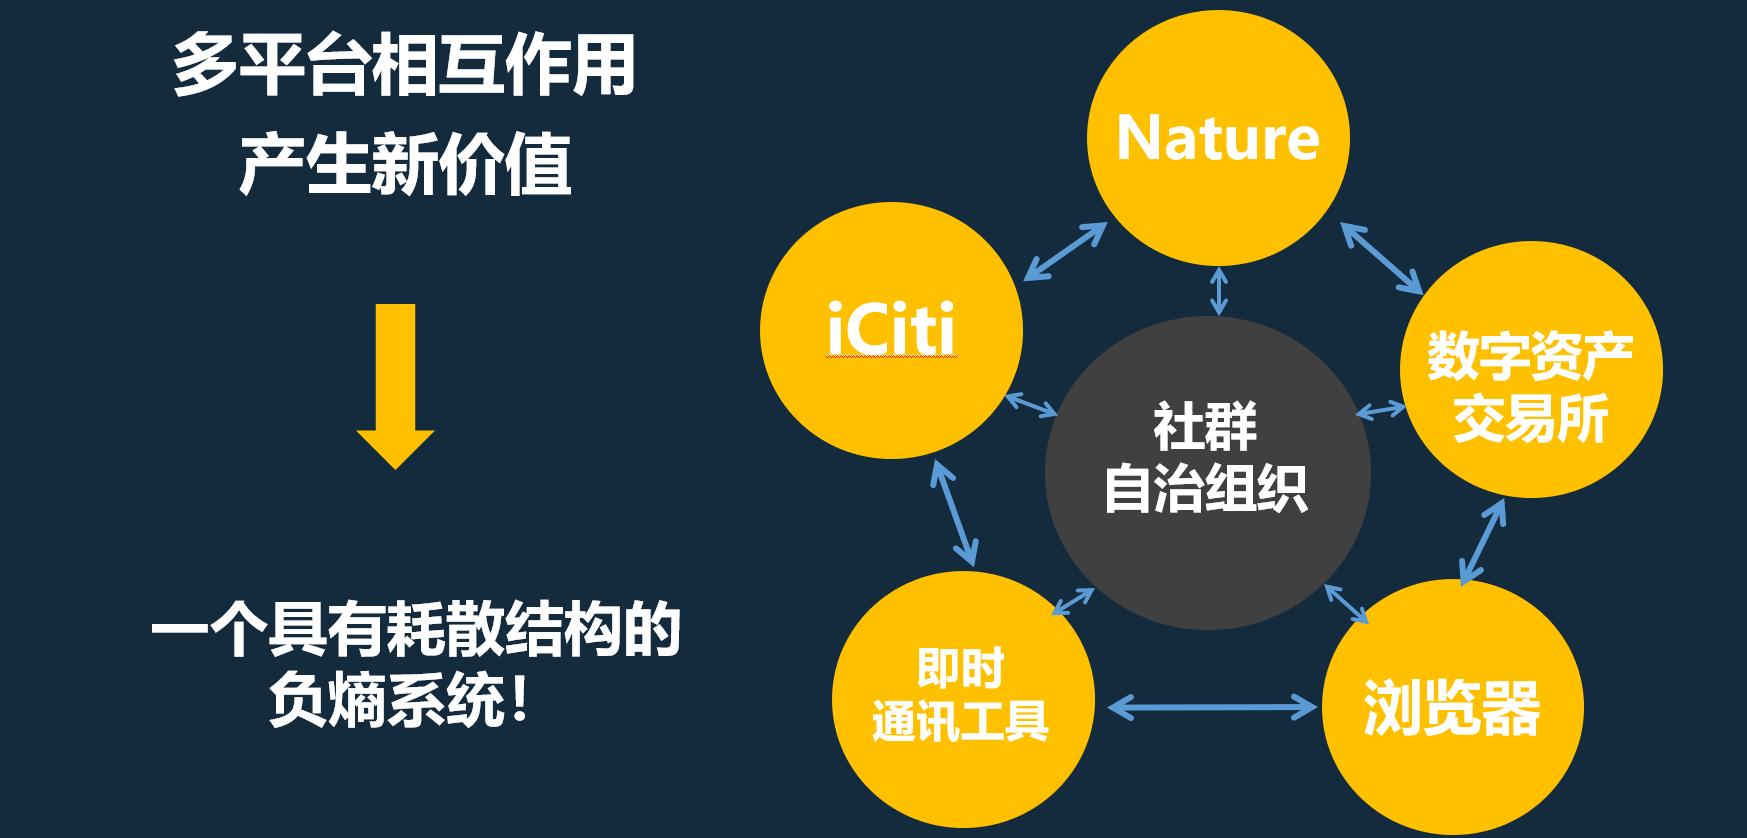 多平台相互作用
产生新价值
一个具有耗散结构的
负熵系统！
Nature
iCiti
数字资产
交易所
社群
自治组织
即时
通讯工具
浏览器